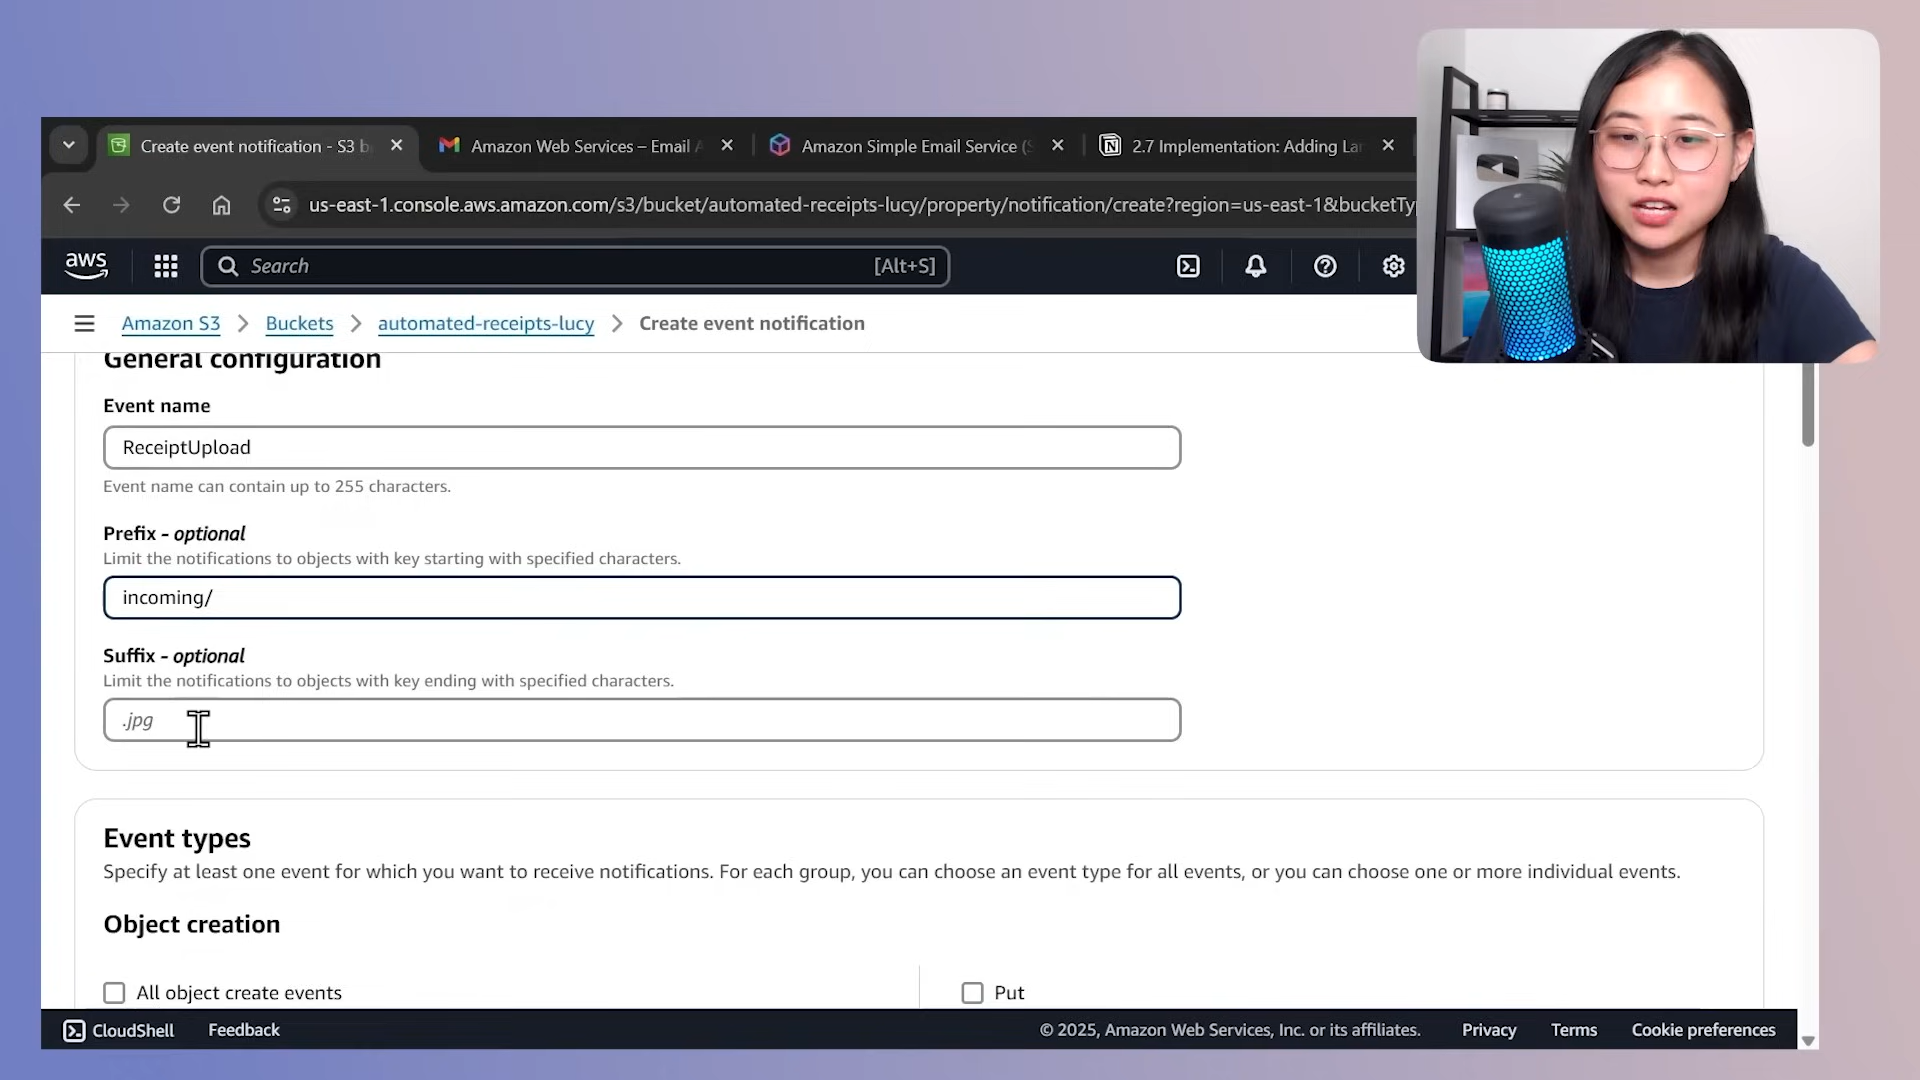 Create event notification - S3 b
Amazon Web Services – Email A
Amazon Simple Email Service (S
2.7 Implementation: Adding La
us-east-1.console.aws.amazon.com/s3/bucket/automated-receipts-lucy/property/notification/create?region=us-east-1&bucketTy
aws
Search
[Alt+S]
Amazon S3 > Buckets > automated-receipts-lucy > Create event notification
General configuration
Event name
ReceiptUpload
Event name can contain up to 255 characters.
Prefix - optional
Limit the notifications to objects with key starting with specified characters.
incoming/
Suffix - optional
Limit the notifications to objects with key ending with specified characters.
.jpg
Event types
Specify at least one event for which you want to receive notifications. For each group, you can choose an event type for all events, or you can choose one or more individual events.
Object creation
All object create events
Put
CloudShell
Feedback
© 2025, Amazon Web Services, Inc. or its affiliates.
Privacy
Terms
Cookie preferences